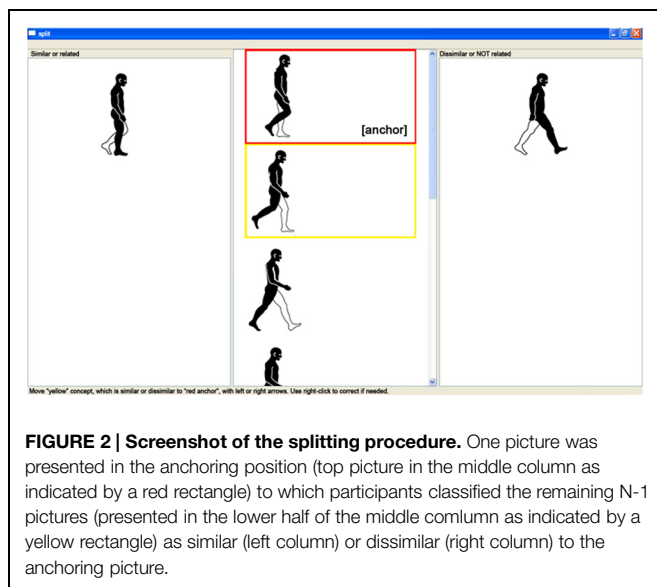 split
Similar or related
Dissimilar or NOT related
[anchor]
Move "yellow" concept, which is similar or dissimilar to "red anchor", with left or right arrows. Use right-click to correct if needed.
FIGURE 2 | Screenshot of the splitting procedure. One picture was
presented in the anchoring position (top picture in the middle column as
indicated by a red rectangle) to which participants classified the remaining N-1
pictures (presented in the lower half of the middle comlumn as indicated by a
yellow rectangle) as similar (left column) or dissimilar (right column) to the
anchoring picture.